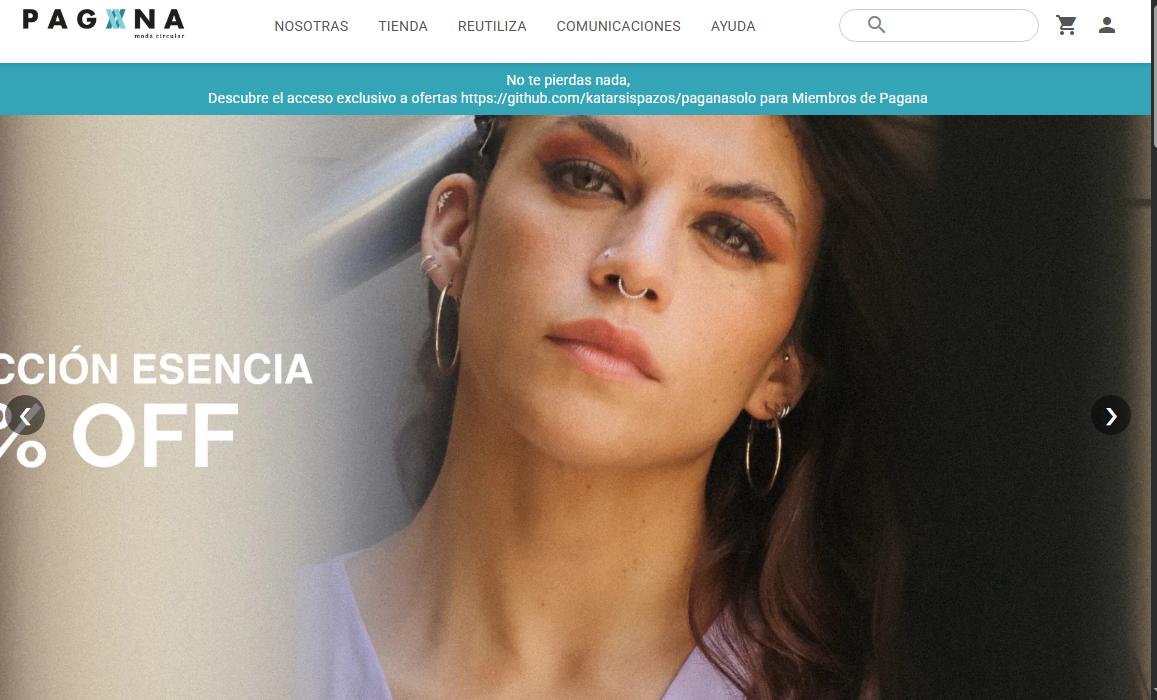 PAGANA
moda circular
NOSOTRAS TIENDA REUTILIZA COMUNICACIONES AYUDA
No te pierdas nada,
Descubre el acceso exclusivo a ofertas https://github.com/katarsispazos/paganasolo para Miembros de Pagana
CCIÓN ESENCIA
% OFF